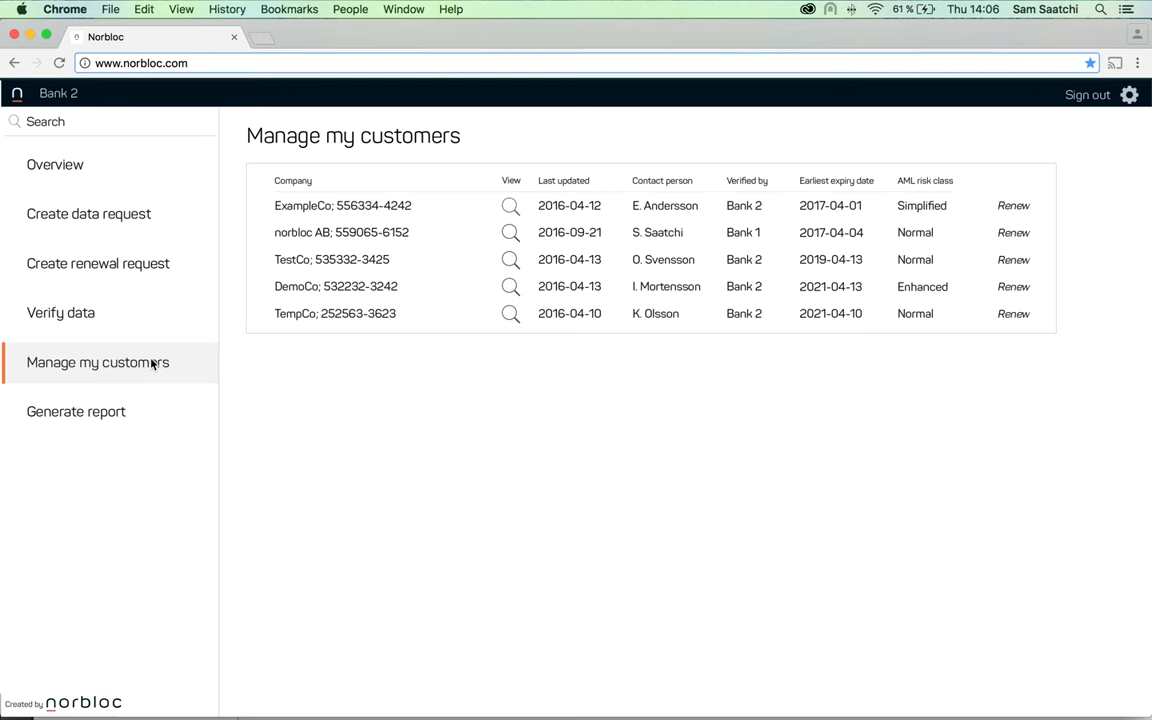 Chrome File Edit View History Bookmarks People Window Help 61% Thu 14:06 Sam Saatchi
Norbloc
www.norbloc.com
n Bank 2 Sign out
Search
Overview
Create data request
Create renewal request
Verify data
Manage my customers
Generate report
Manage my customers
Company View Last updated Contact person Verified by Earliest expiry date AML risk class
ExampleCo; 556334-4242 2016-04-12 E. Andersson Bank 2 2017-04-01 Simplified Renew
norbloc AB; 559065-6152 2016-09-21 S. Saatchi Bank 1 2017-04-04 Normal Renew
TestCo; 535332-3425 2016-04-13 O. Svensson Bank 2 2019-04-13 Normal Renew
DemoCo; 532232-3242 2016-04-13 I. Mortensson Bank 2 2021-04-13 Enhanced Renew
TempCo; 252563-3623 2016-04-10 K. Olsson Bank 2 2021-04-10 Normal Renew
Created by norbloc